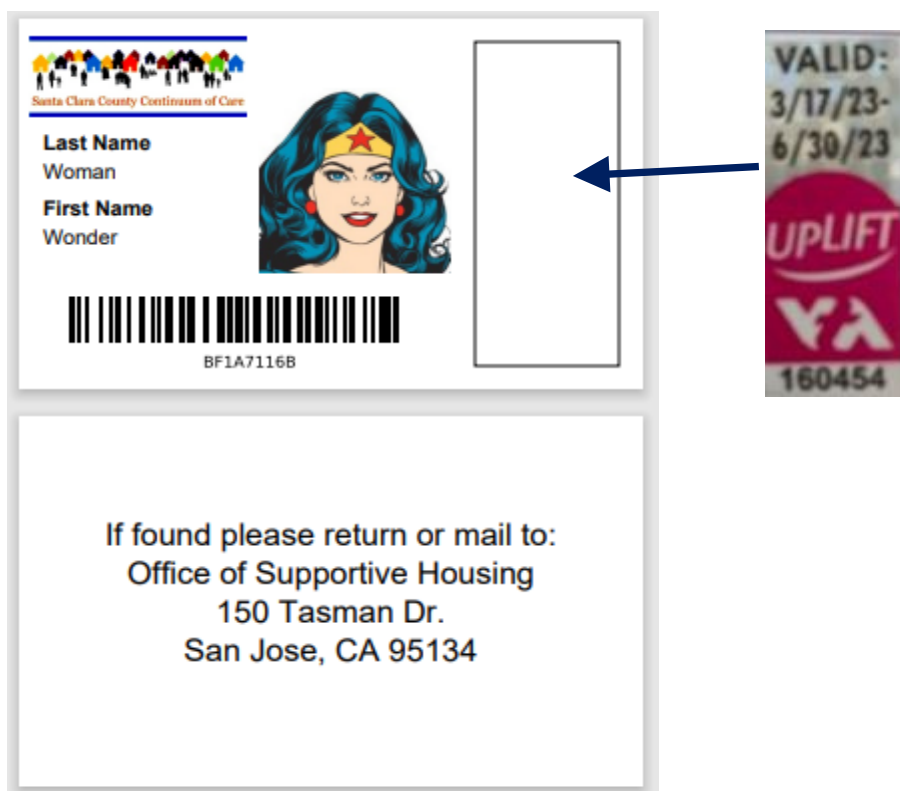 Santa Clara County Continuum of Care
Last Name
Woman
First Name
Wonder
BF1A7116B
VALID:
3/17/23-
6/30/23
UPLIFT
VTA
160454
If found please return or mail to:
Office of Supportive Housing
150 Tasman Dr.
San Jose, CA 95134